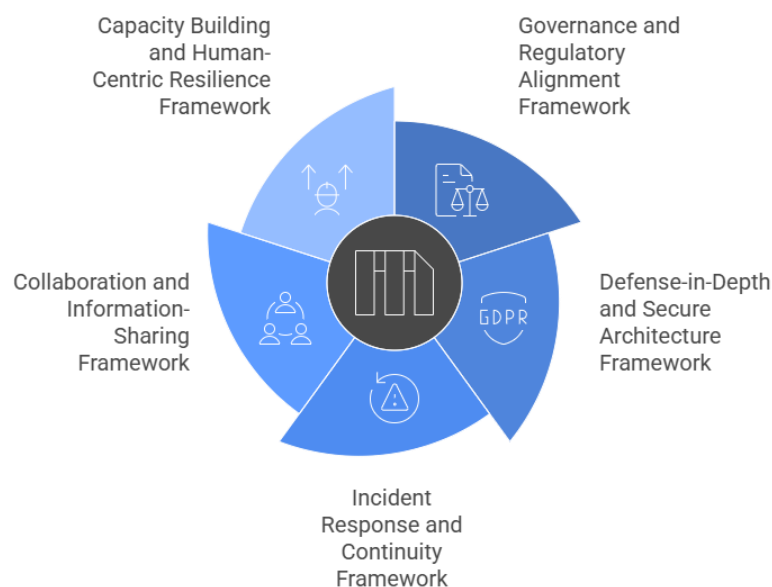 Capacity Building
and Human-
Centric Resilience
Framework
Governance and
Regulatory
Alignment
Framework
Collaboration and
Information-
Sharing
Framework
GDPR
Defense-in-Depth
and Secure
Architecture
Framework
Incident
Response and
Continuity
Framework